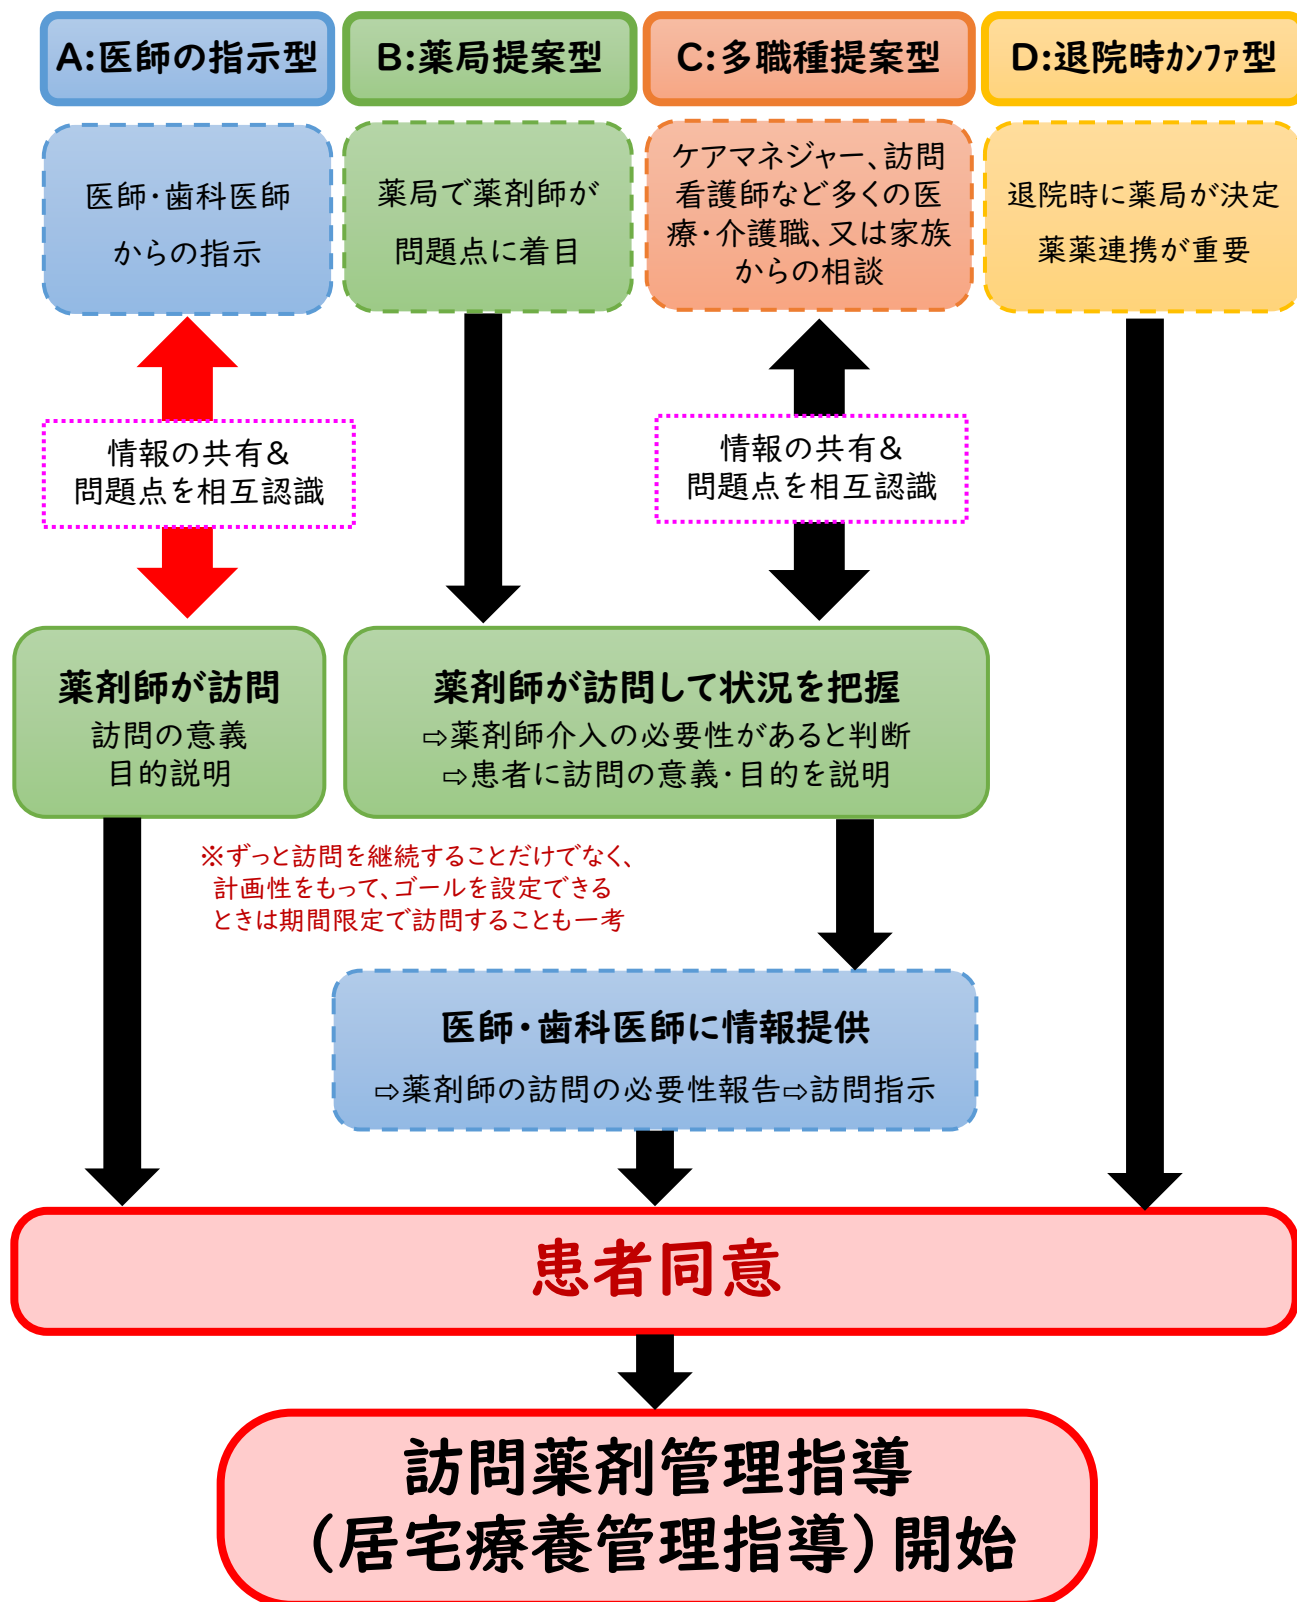 A:医師の指示型
B:薬局提案型
C:多職種提案型
D:退院時ｶﾝﾌｧ型
医師・歯科医師
からの指示
薬局で薬剤師が
問題点に着目
ケアマネジャー、訪問
看護師など多くの医
療・介護職、又は家族
からの相談
退院時に薬局が決定
薬薬連携が重要
情報の共有&
問題点を相互認識
情報の共有&
問題点を相互認識
薬剤師が訪問
訪問の意義
目的説明
薬剤師が訪問して状況を把握
⇨薬剤師介入の必要性があると判断
⇨患者に訪問の意義・目的を説明
※ずっと訪問を継続することだけでなく、
計画性をもって、ゴールを設定できる
ときは期間限定で訪問することも一考
医師・歯科医師に情報提供
⇨薬剤師の訪問の必要性報告⇨訪問指示
患者同意
訪問薬剤管理指導
(居宅療養管理指導)開始